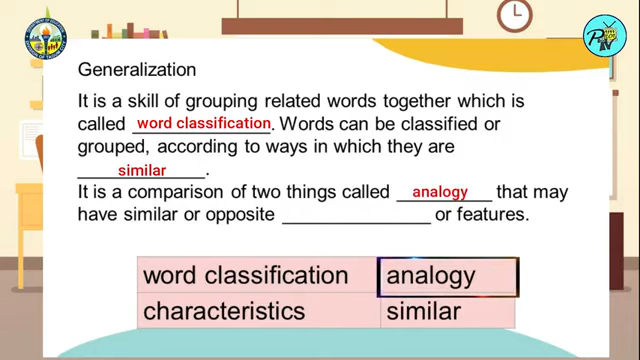 Generalization
It is a skill of grouping related words together which is
called word classification. Words can be classified or
grouped, according to ways in which they are
similar.
It is a comparison of two things called analogy that may
have similar or opposite _______________ or features.
word classification analogy
characteristics similar